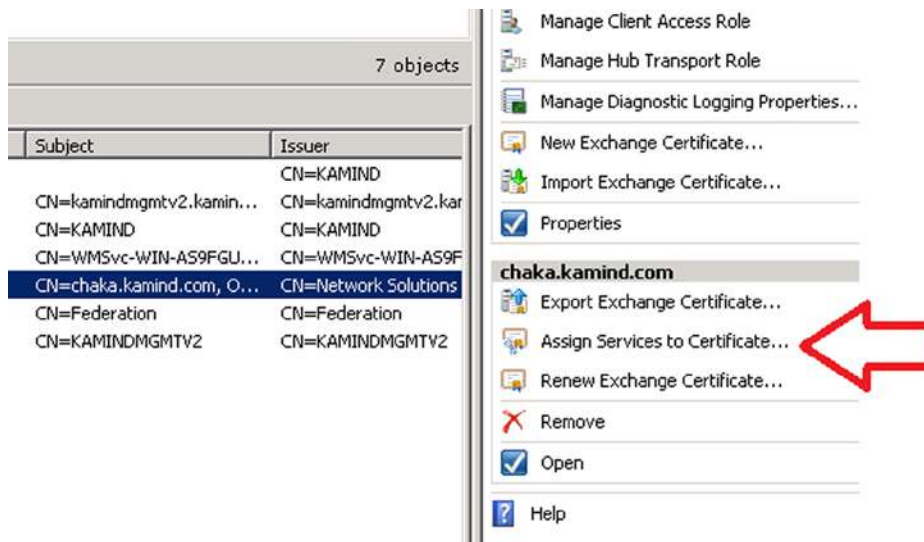 7 objects
Subject Issuer
CN=KAMIND
CN=kamindmgmtv2.kamin... CN=kamindmgmtv2.kar
CN=KAMIND CN=KAMIND
CN=WMSvc-WIN-AS9FGU... CN=WMSvc-WIN-AS9F
CN=chaka.kamind.com, O... CN=Network Solutions
CN=Federation CN=Federation
CN=KAMINDMGMTV2 CN=KAMINDMGMTV2
Manage Client Access Role
Manage Hub Transport Role
Manage Diagnostic Logging Properties...
New Exchange Certificate...
Import Exchange Certificate...
Properties
chaka.kamind.com
Export Exchange Certificate...
Assign Services to Certificate...
Renew Exchange Certificate...
Remove
Open
Help